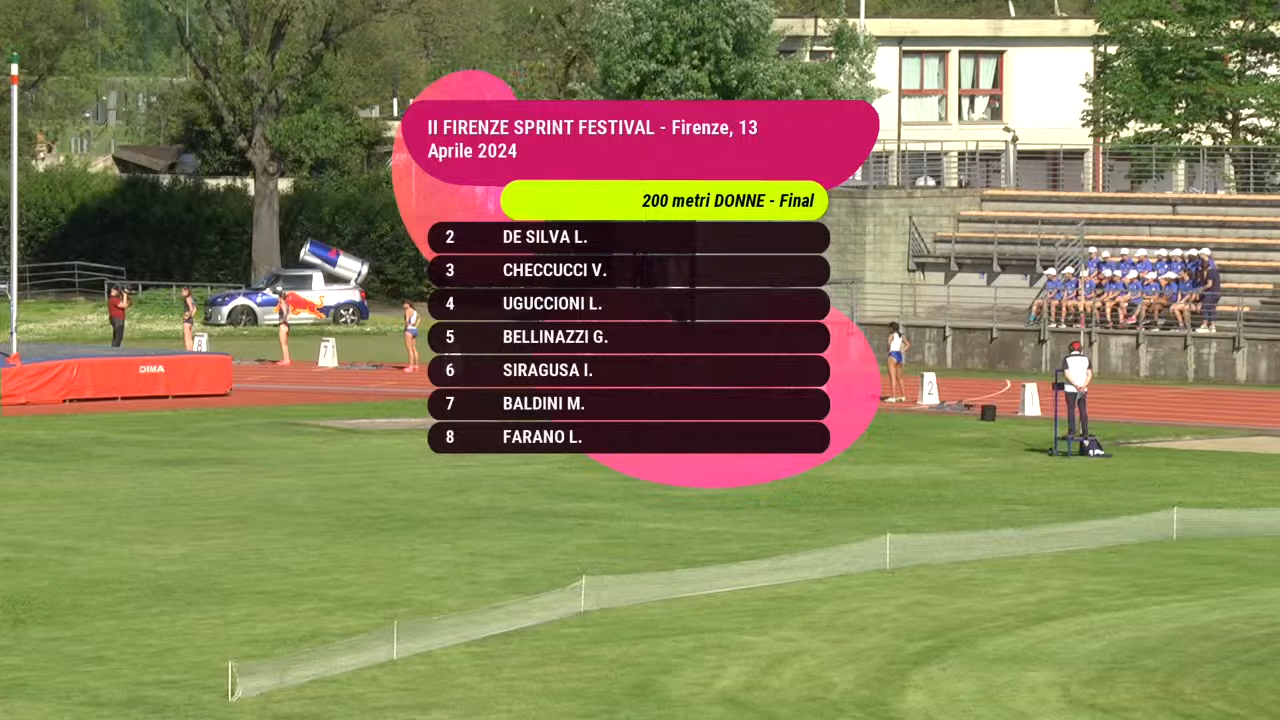 II FIRENZE SPRINT FESTIVAL - Firenze, 13
Aprile 2024
200 metri DONNE - Final
2 DE SILVA L.
3 CHECCUCCI V.
4 UGUCCIONI L.
5 BELLINAZZI G.
6 SIRAGUSA I.
7 BALDINI M.
8 FARANO L.
DIMA
8
7
2
1